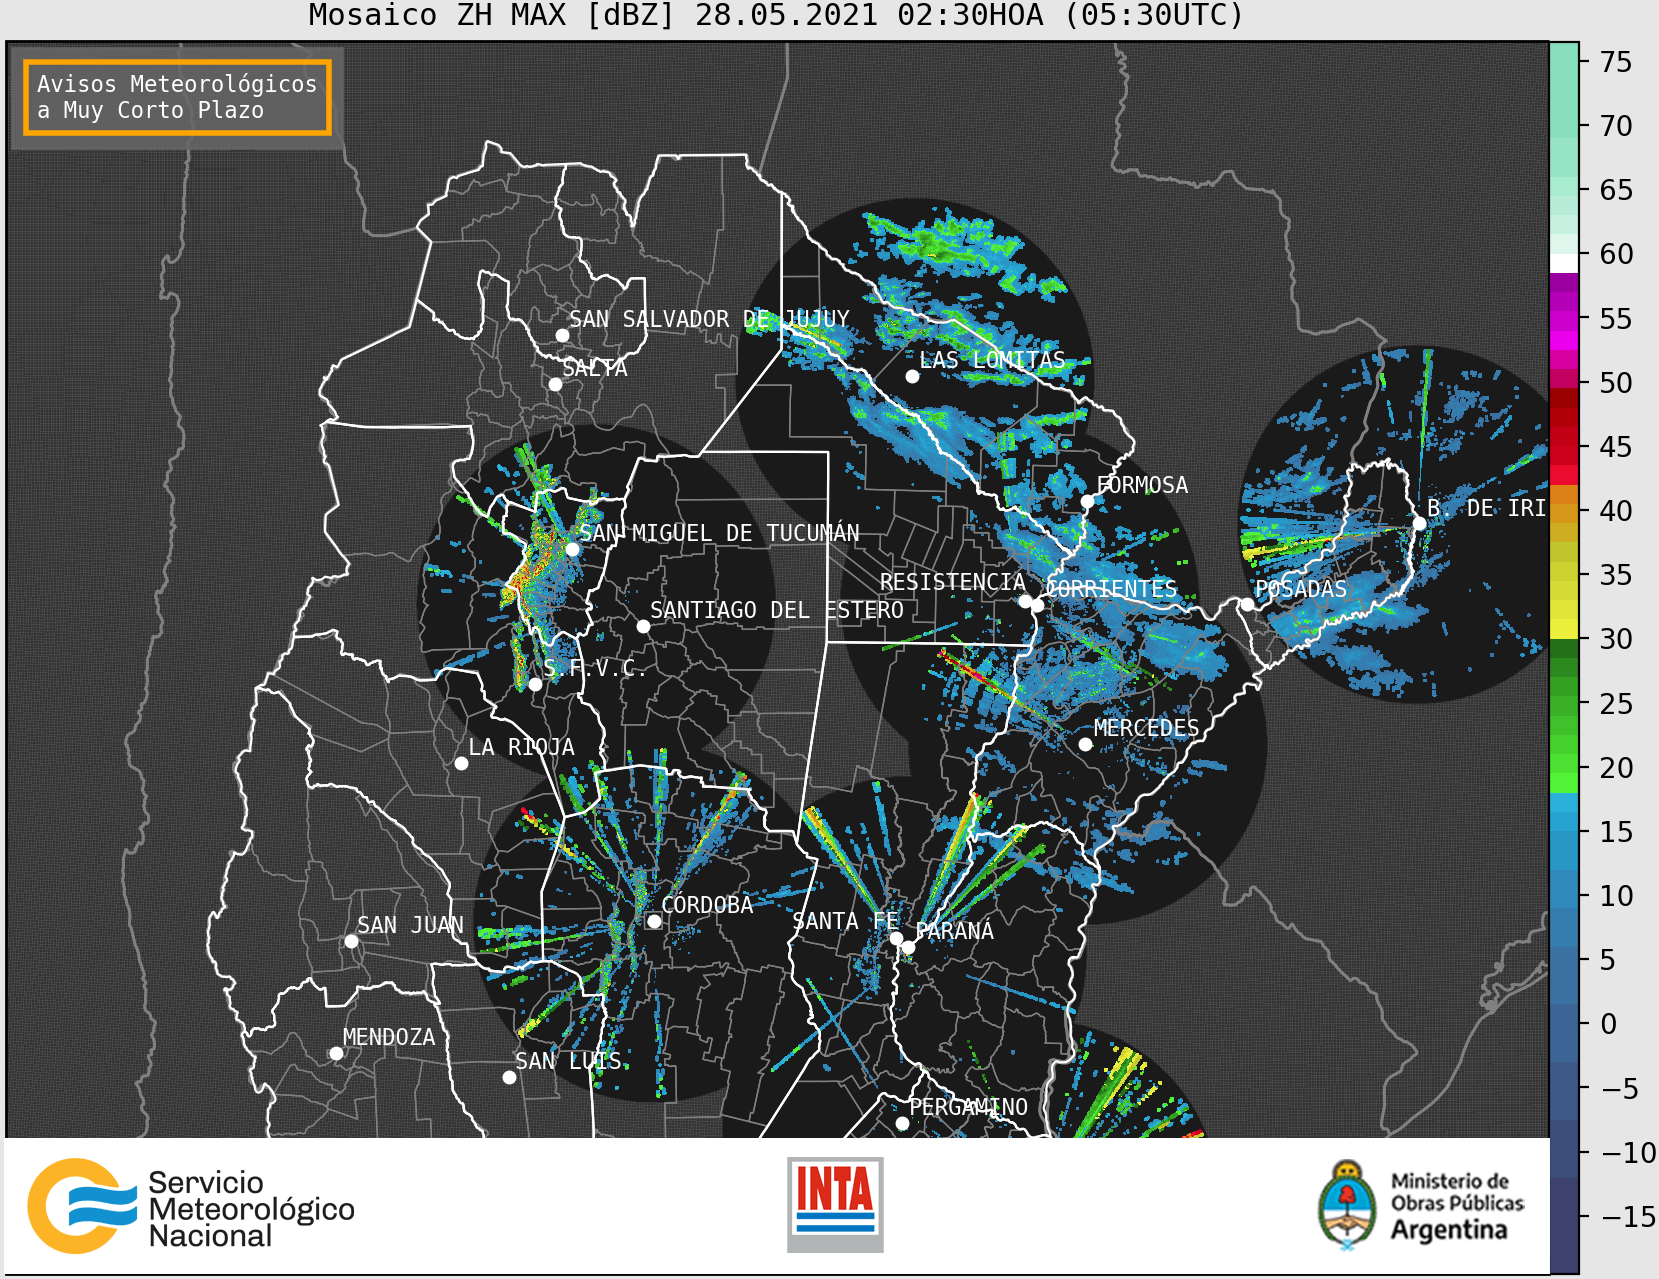 Mosaico ZH MAX [dBZ] 28.05.2021 02:30HOA (05:30UTC)
Avisos Meteorológicos
a Muy Corto Plazo
75
70
65
60
55
50
45
40
35
30
25
20
15
10
5
0
−5
−10
−15
SAN SALVADOR DE JUJUY
SALTA
LAS LOMITAS
FORMOSA
B. DE IRI
SAN MIGUEL DE TUCUMÁN
RESISTENCIA
CORRIENTES
POSADAS
SANTIAGO DEL ESTERO
S.F.V.C.
MERCEDES
LA RIOJA
CÓRDOBA
SANTA FE
PARANÁ
SAN JUAN
MENDOZA
SAN LUIS
PERGAMINO
Servicio
Meteorológico
Nacional
INTA
Ministerio de
Obras Públicas
Argentina